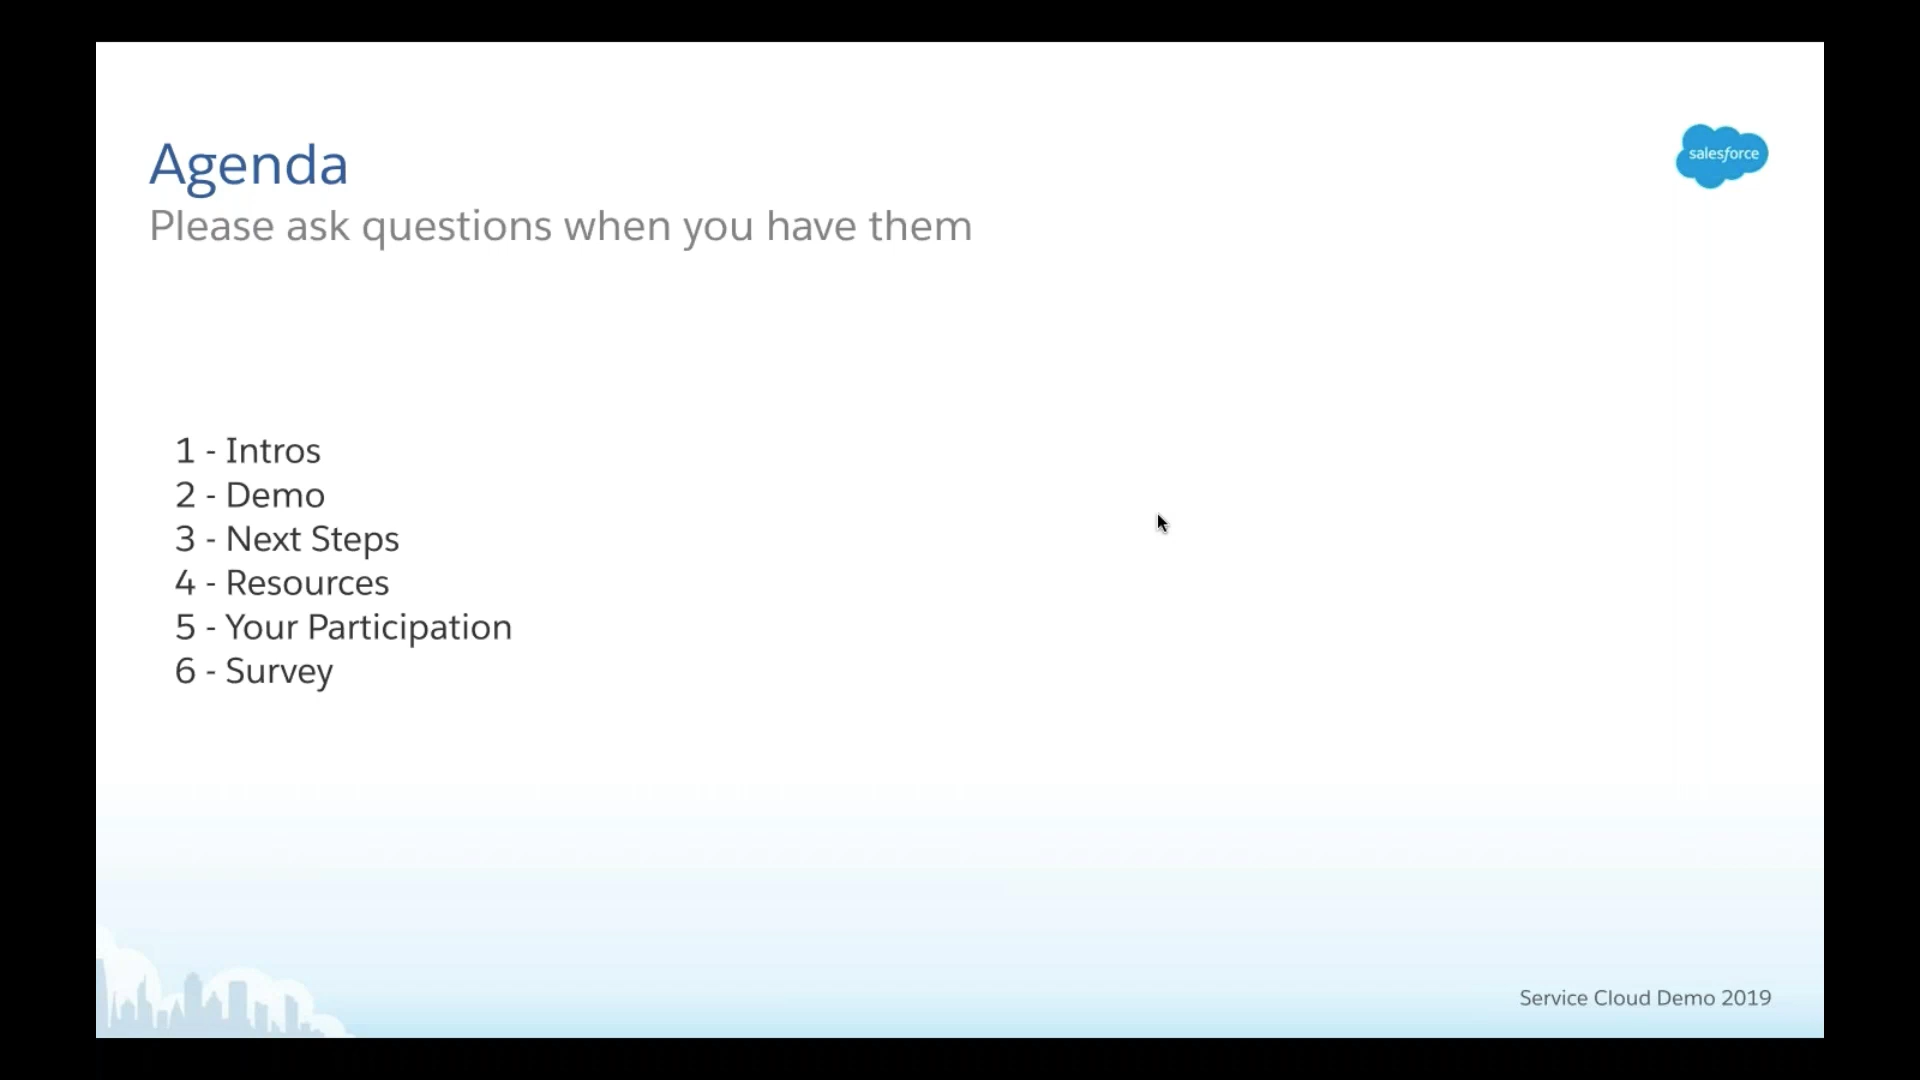 Agenda
salesforce
Please ask questions when you have them
1 - Intros
2 - Demo
3 - Next Steps
4 - Resources
5 - Your Participation
6 - Survey
Service Cloud Demo 2019